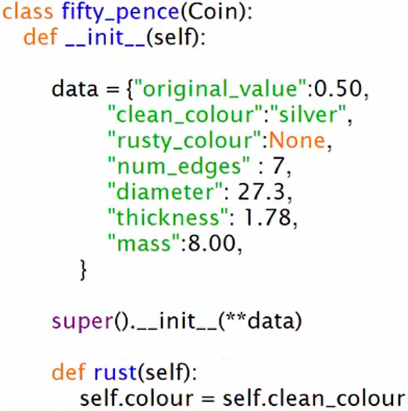 class fifty_pence(Coin):
def __init__(self):
data = {"original_value":0.50,
"clean_colour":"silver",
"rusty_colour":None,
"num_edges" : 7,
"diameter": 27.3,
"thickness": 1.78,
"mass":8.00,
}
super().__init__(**data)
def rust(self):
self.colour = self.clean_colour